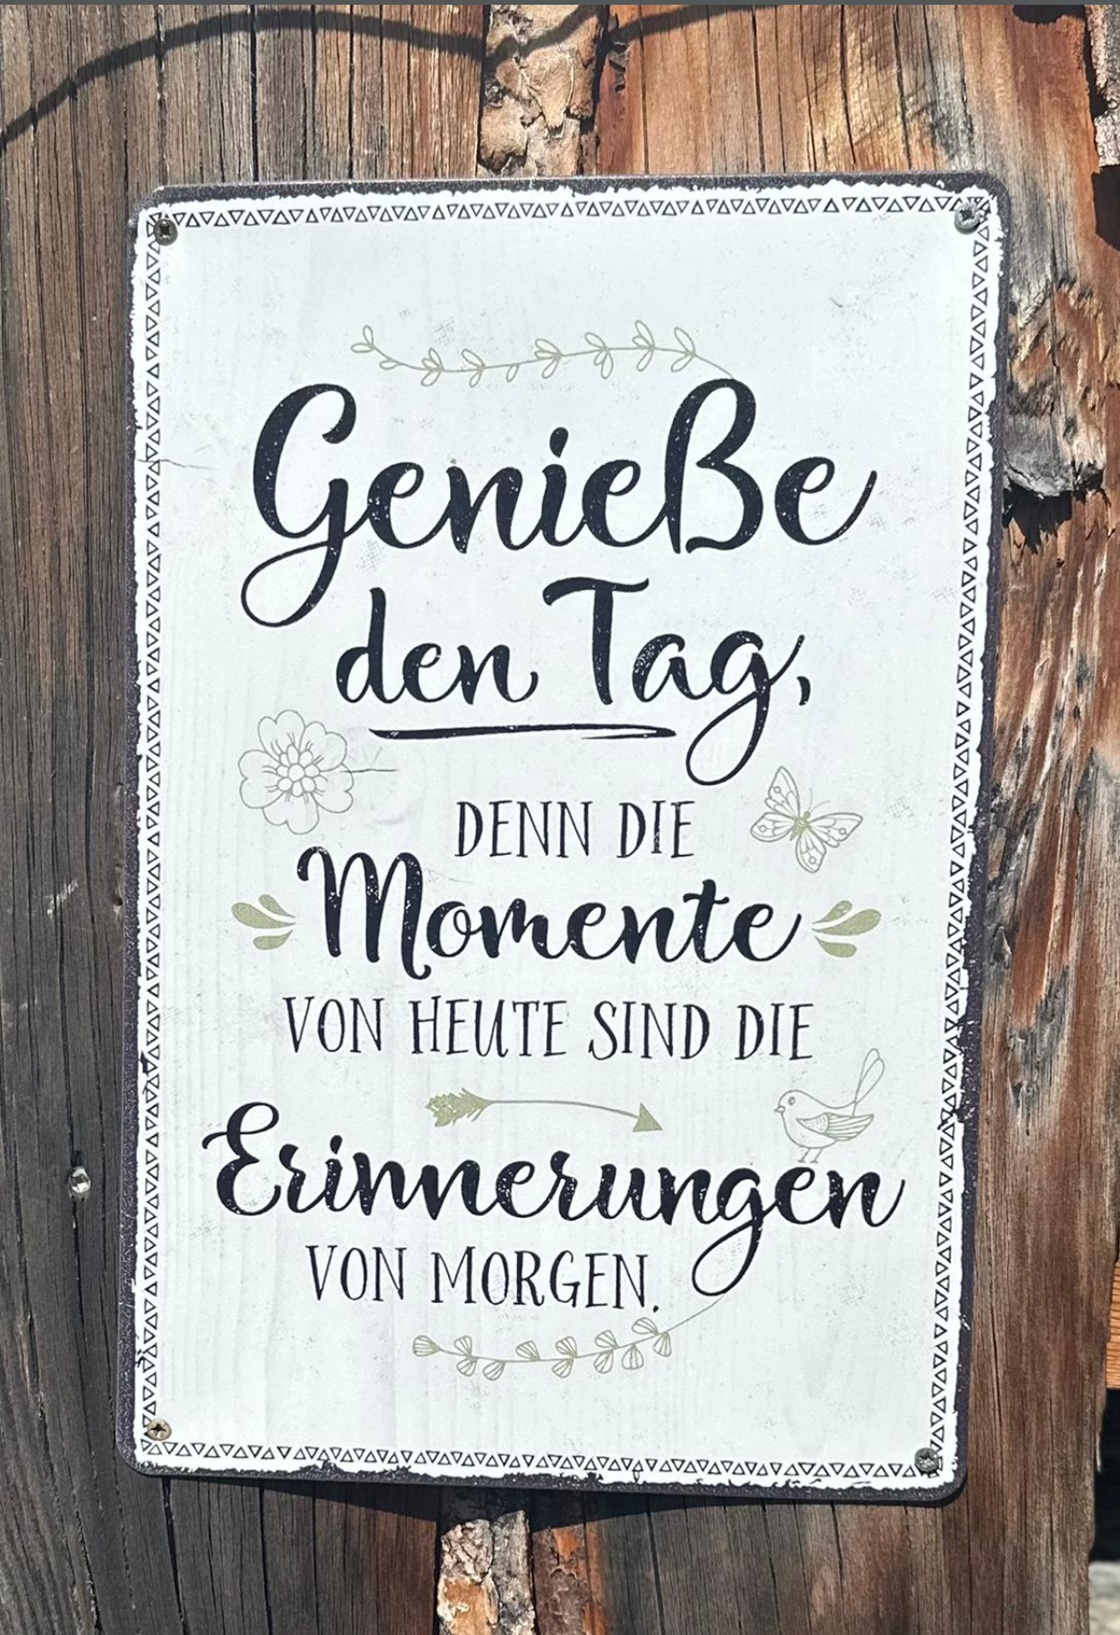 Genieße
den Tag,
DENN DIE
Momente
VON HEUTE SIND DIE
Erinnerungen
VON MORGEN.